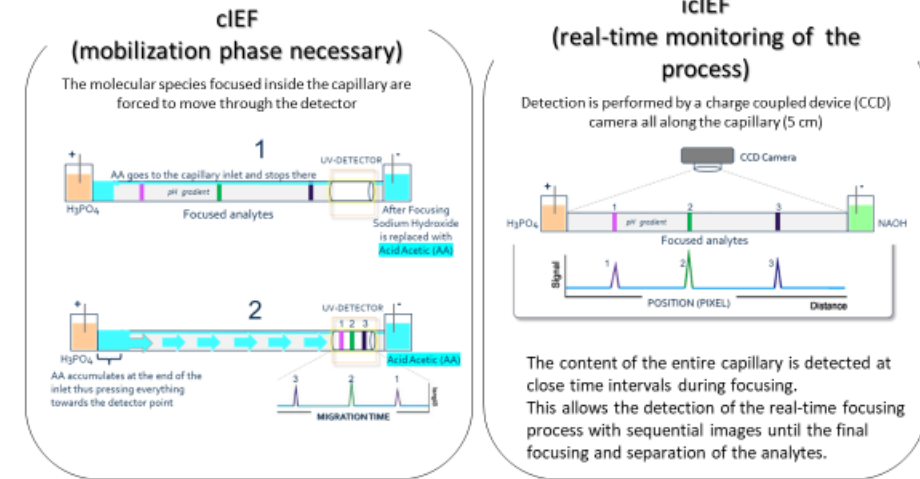 cIEF
(mobilization phase necessary)
The molecular species focused inside the capillary are
forced to move through the detector
1
UV-DETECTOR
+
-
AA goes to the capillary inlet and stops there
pH gradient
H3PO4
Focused analytes
After Focusing
Sodium Hydroxide
is replaced with
Acid Acetic (AA)
2
UV-DETECTOR
+
-
1 2 3
H3PO4
Acid Acetic (AA)
AA accumulates at the end of the
inlet thus pressing everything
towards the detector point
3
2
1
MIGRATION TIME
icIEF
(real-time monitoring of the
process)
Detection is performed by a charge coupled device (CCD)
camera all along the capillary (5 cm)
CCD Camera
+
-
1
2
3
pH gradient
H3PO4
NAOH
Focused analytes
Signal
1
2
3
POSITION (PIXEL)
Distance
The content of the entire capillary is detected at
close time intervals during focusing.
This allows the detection of the real-time focusing
process with sequential images until the final
focusing and separation of the analytes.